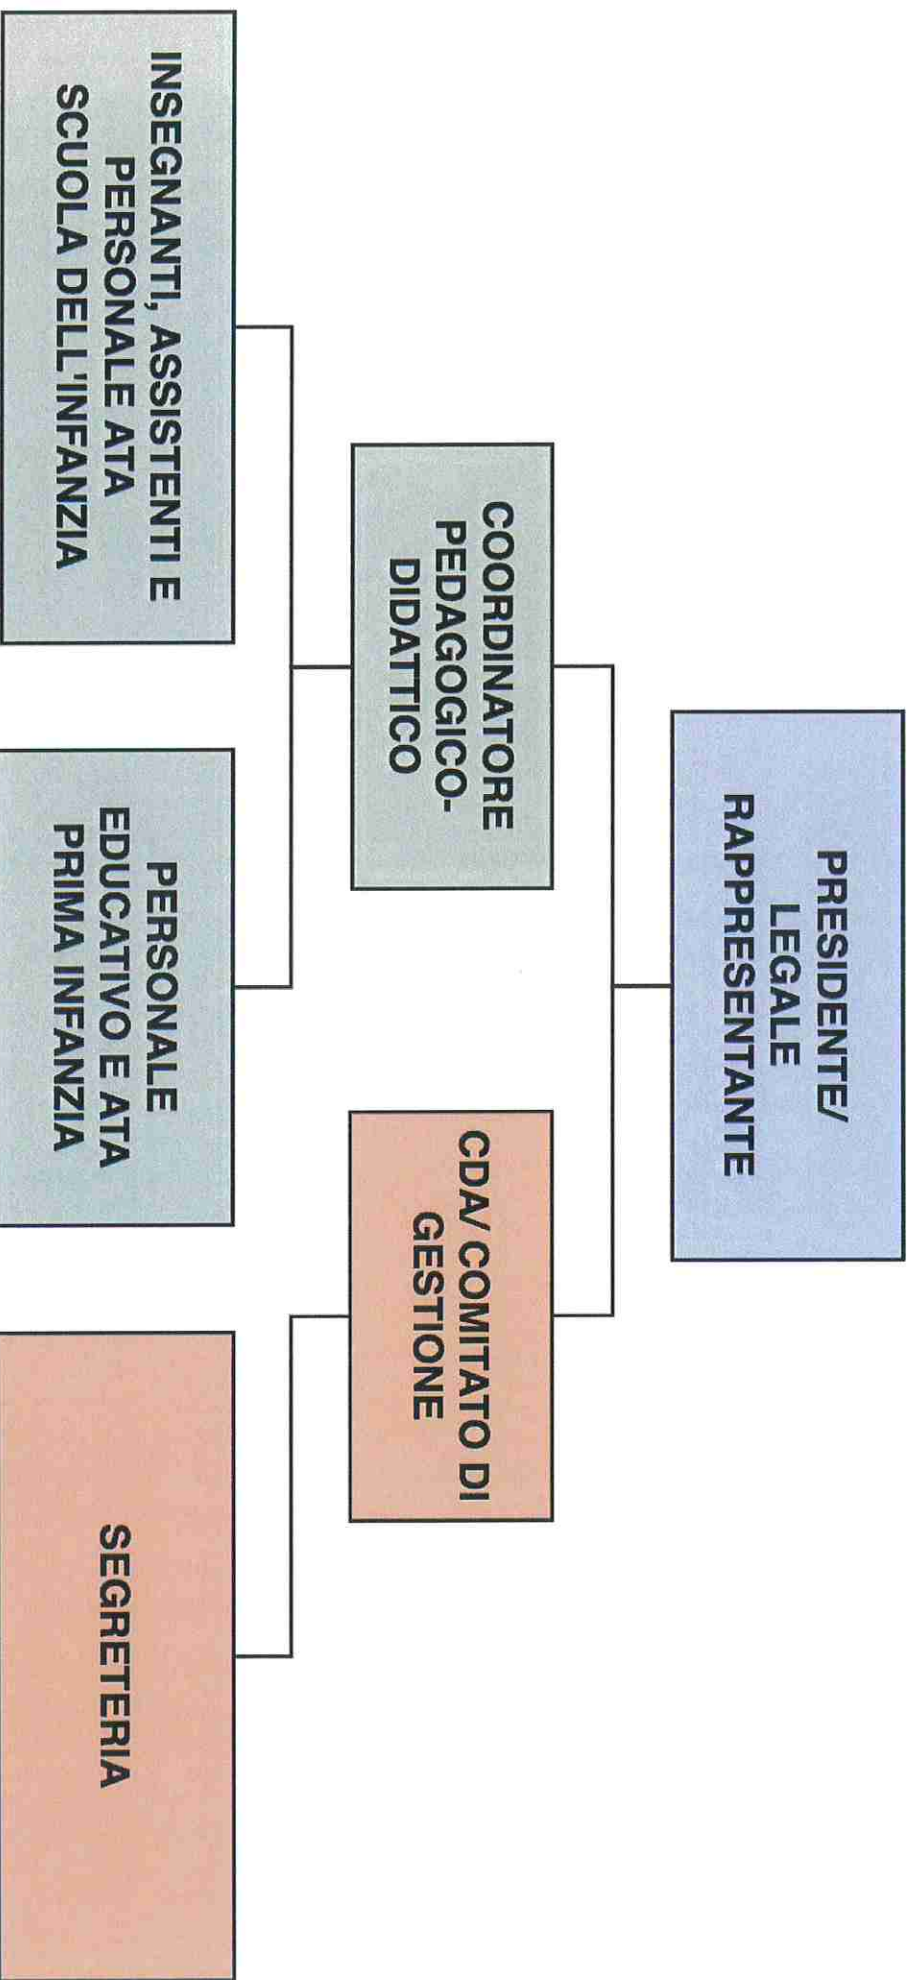 PRESIDENTE/
LEGALE
RAPPRESENTANTE
COORDINATORE
PEDAGOGICO-
DIDATTICO
CDA/ COMITATO DI
GESTIONE
INSEGNANTI, ASSISTENTI E
PERSONALE ATA
SCUOLA DELL'INFANZIA
PERSONALE
EDUCATIVO E ATA
PRIMA INFANZIA
SEGRETERIA